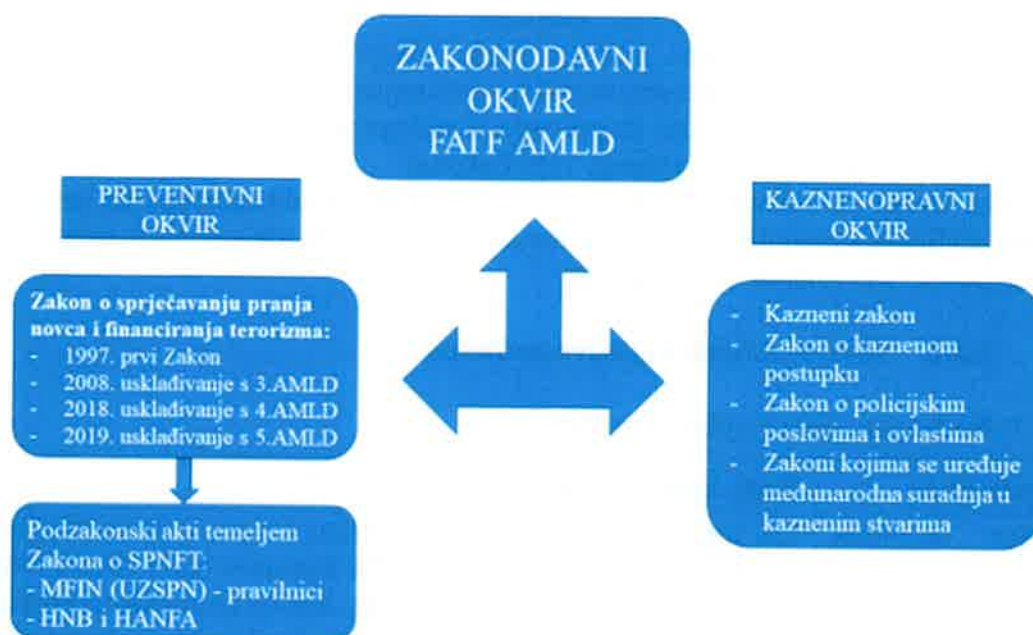 ZAKONODAVNI
OKVIR
FATF AMLD
PREVENTIVNI
OKVIR
Zakon o sprječavanju pranja
novca i financiranja terorizma:
- 1997. prvi Zakon
- 2008. usklađivanje s 3.AMLD
- 2018. usklađivanje s 4.AMLD
- 2019. usklađivanje s 5.AMLD
Podzakonski akti temeljem
Zakona o SPNFT:
- MFIN (UZSPN) - pravilnici
- HNB i HANFA
KAZNENOPRAVNI
OKVIR
- Kazneni zakon
- Zakon o kaznenom
postupku
- Zakon o policijskim
poslovima i ovlastima
- Zakoni kojima se uređuje
međunarodna suradnja u
kaznenim stvarima